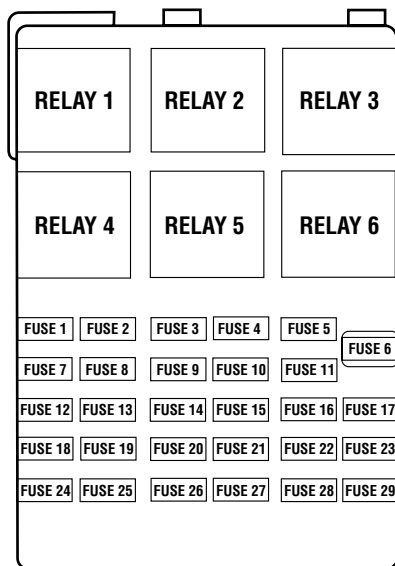 RELAY 1 RELAY 2 RELAY 3
RELAY 4 RELAY 5 RELAY 6
FUSE 1 FUSE 2 FUSE 3 FUSE 4 FUSE 5
FUSE 6
FUSE 7 FUSE 8 FUSE 9 FUSE 10 FUSE 11
FUSE 12 FUSE 13 FUSE 14 FUSE 15 FUSE 16 FUSE 17
FUSE 18 FUSE 19 FUSE 20 FUSE 21 FUSE 22 FUSE 23
FUSE 24 FUSE 25 FUSE 26 FUSE 27 FUSE 28 FUSE 29